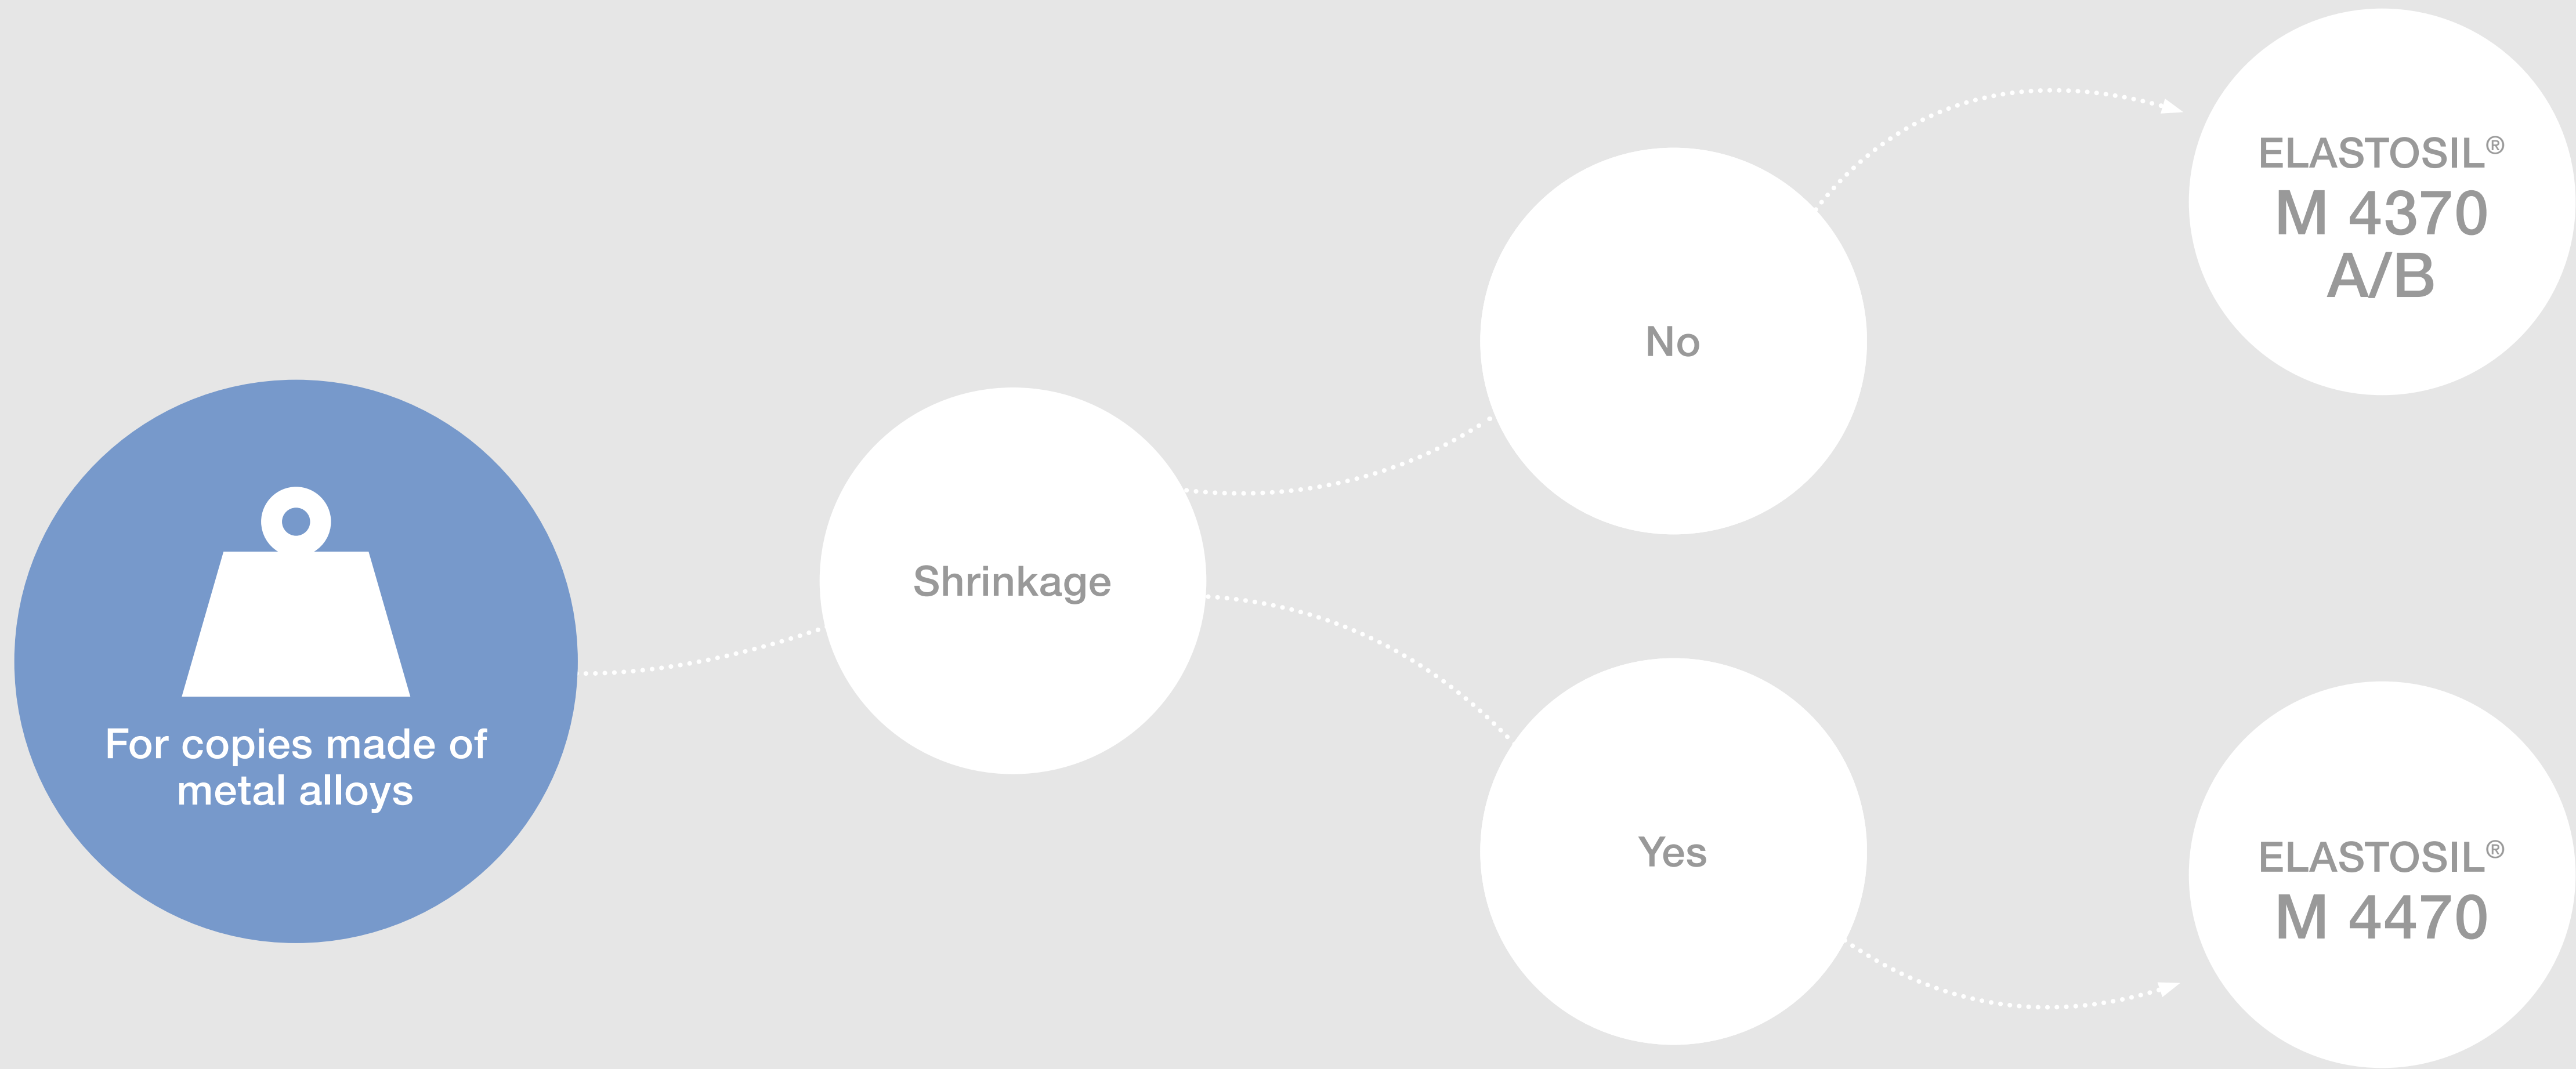 For copies made of
metal alloys
Shrinkage
No
ELASTOSIL®
M 4370
A/B
Yes
ELASTOSIL®
M 4470